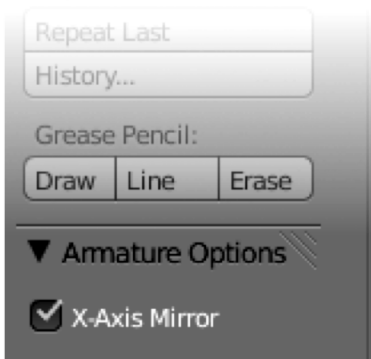 Repeat Last
History...
Grease Pencil:
Draw Line Erase
Armature Options
X-Axis Mirror